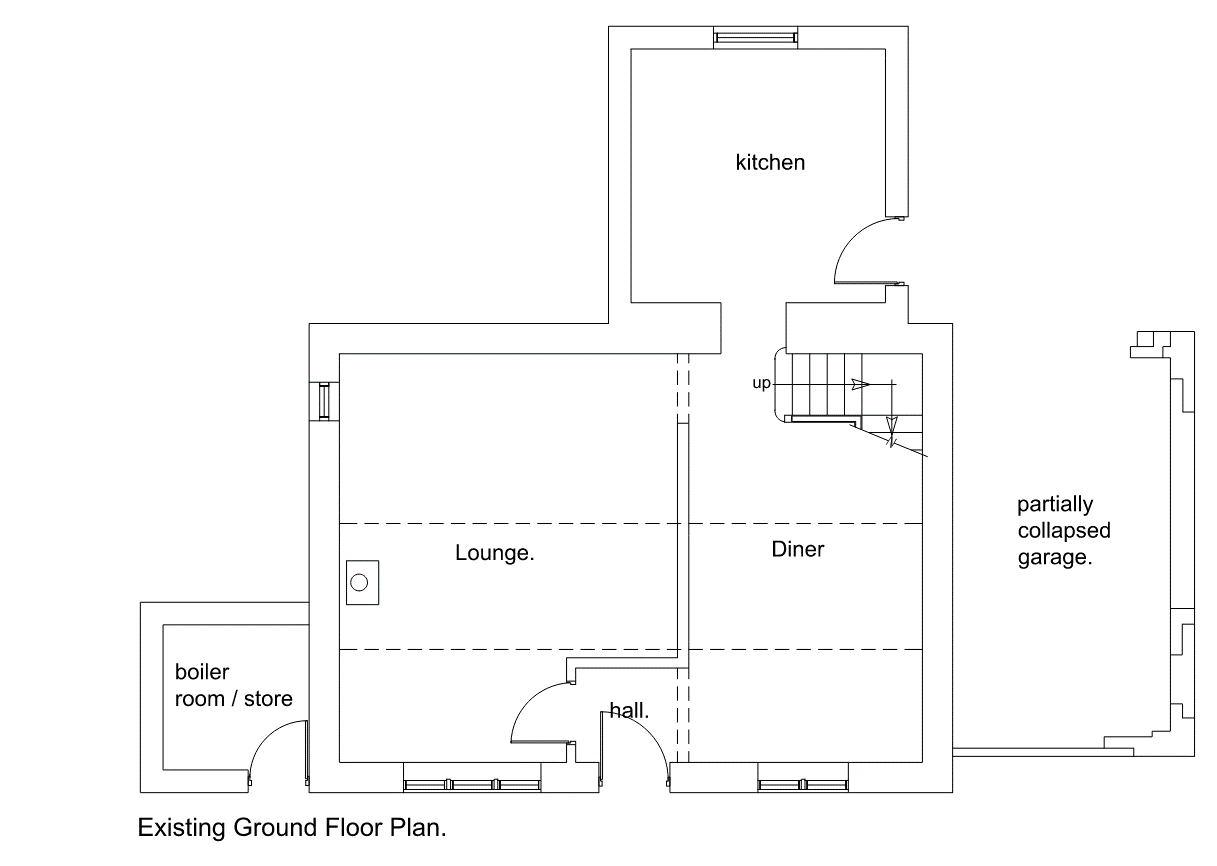 kitchen
up
partially
collapsed
garage.
Lounge.
Diner
boiler
room / store
hall.
Existing Ground Floor Plan.